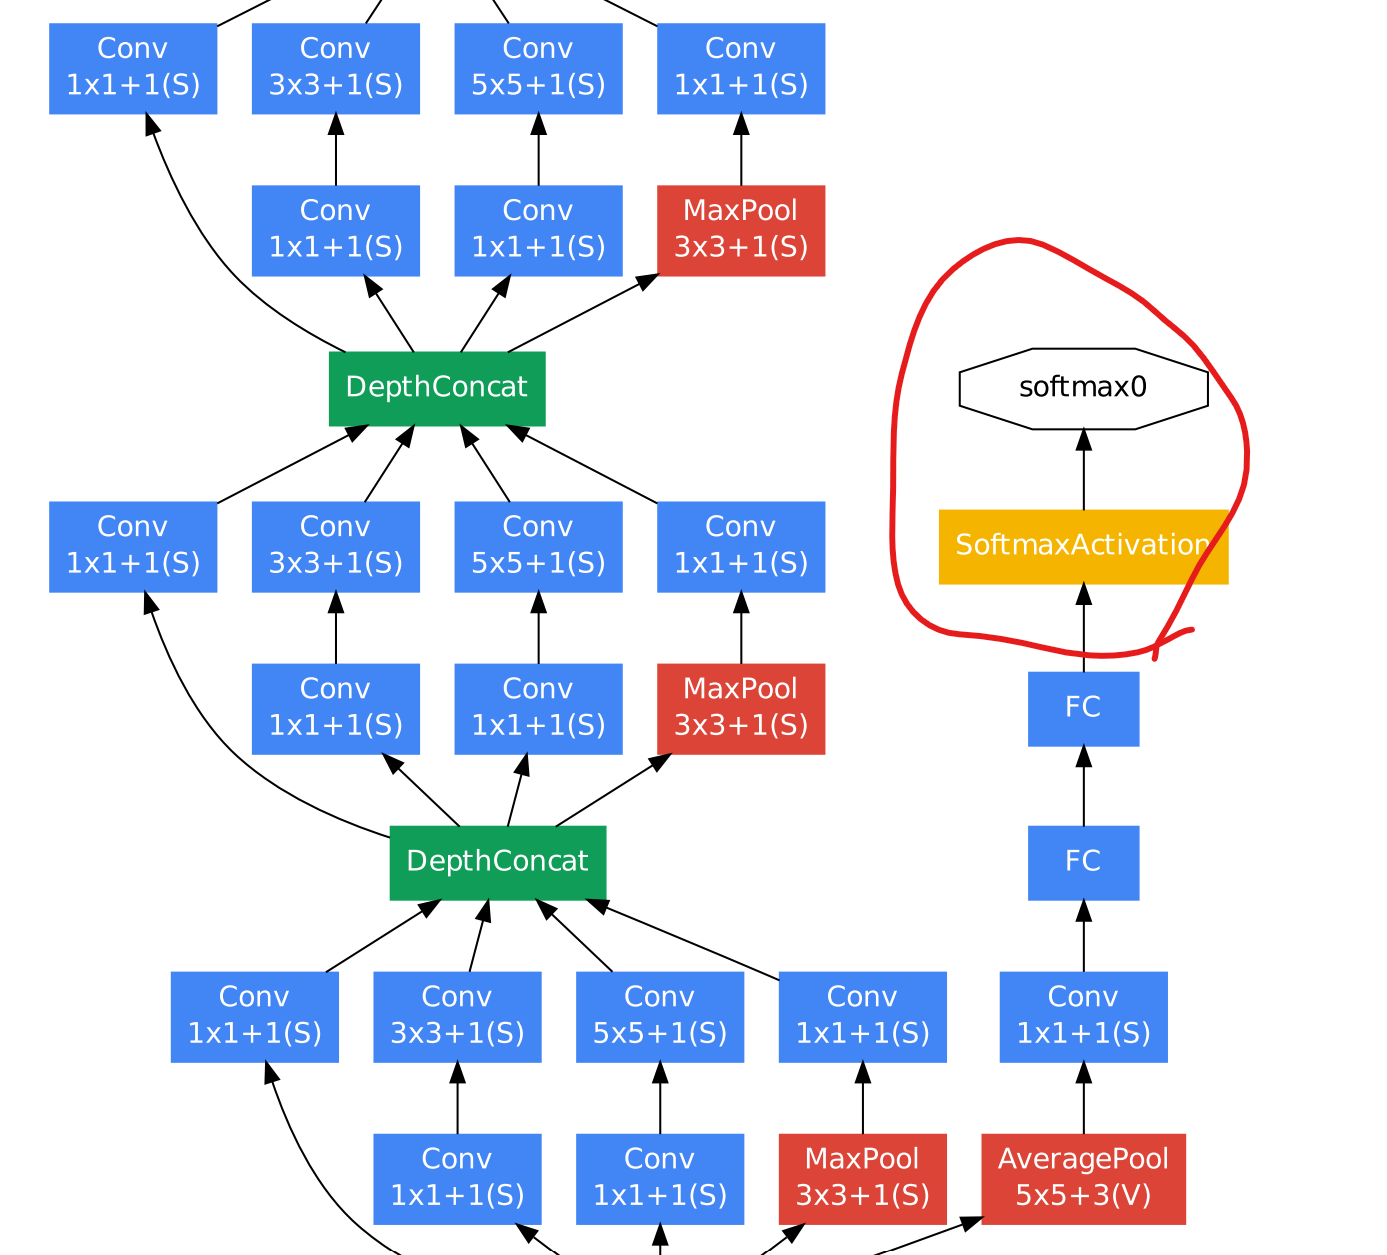 Conv
1x1+1(S)
Conv
3x3+1(S)
Conv
5x5+1(S)
Conv
1x1+1(S)
Conv
1x1+1(S)
Conv
1x1+1(S)
MaxPool
3x3+1(S)
DepthConcat
softmax0
Conv
1x1+1(S)
Conv
3x3+1(S)
Conv
5x5+1(S)
Conv
1x1+1(S)
SoftmaxActivation
Conv
1x1+1(S)
Conv
1x1+1(S)
MaxPool
3x3+1(S)
FC
DepthConcat
FC
Conv
1x1+1(S)
Conv
3x3+1(S)
Conv
5x5+1(S)
Conv
1x1+1(S)
Conv
1x1+1(S)
Conv
1x1+1(S)
Conv
1x1+1(S)
MaxPool
3x3+1(S)
AveragePool
5x5+3(V)